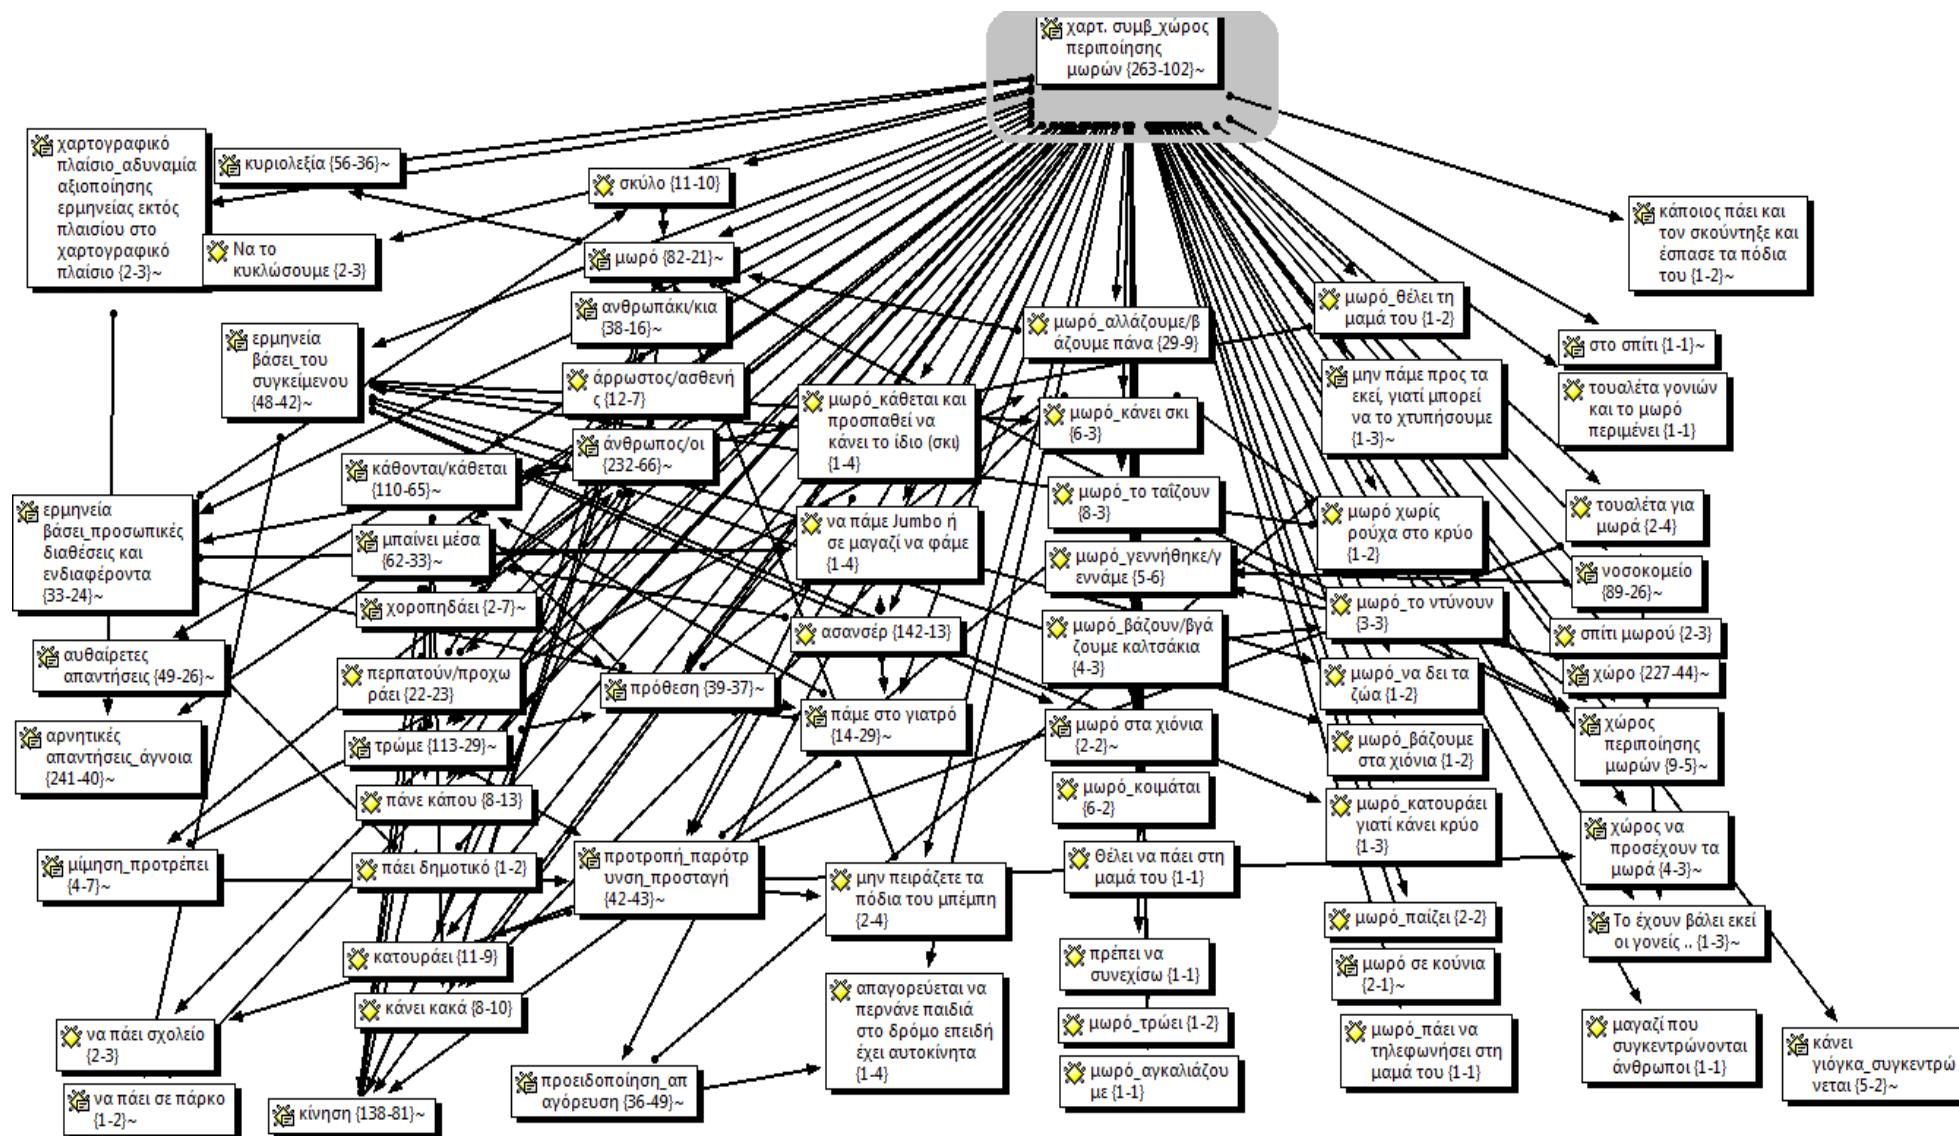 χαρτ. συμβ_χώρος
περιποίησης
μωρών {263-102}~
χαρτογραφικό
πλαίσιο_αδυναμία
αξιοποίησης
ερμηνείας εκτός
πλαισίου στο
χαρτογραφικό
πλαίσιο {2-3}~
κυριολεξία {56-36}~
Να το
κυκλώσουμε {2-3}
σκύλο {11-10}
μωρό {82-21}~
ανθρωπάκι/κια
{38-16}~
ερμηνεία
βάσει_του
συγκείμενου
{48-42}~
άρρωστος/ασθενή
ς {12-7}
άνθρωπος/οι
{232-66}~
κάθονται/κάθεται
{110-65}~
ερμηνεία
βάσει_προσωπικές
διαθέσεις και
ενδιαφέροντα
{33-24}~
μπαίνει μέσα
{62-33}~
χοροπηδάει {2-7}~
αυθαίρετες
απαντήσεις {49-26}~
περπατούν/προχω
ράει {22-23}
πρόθεση {39-37}~
αρνητικές
απαντήσεις_άγνοια
{241-40}~
τρώμε {113-29}~
πάνε κάπου {8-13}
μίμηση_προτρέπει
{4-7}~
πάει δημοτικό {1-2}
προτροπή_παρότρ
υνση_προσταγή
{42-43}~
κατουράει {11-9}
κάνει κακά {8-10}
να πάει σχολείο
{2-3}
να πάει σε πάρκο
{1-2}~
κίνηση {138-81}~
προειδοποίηση_απ
αγόρευση {36-49}~
μωρό_κάθεται και
προσπαθεί να
κάνει το ίδιο (σκι)
{1-4}
να πάμε Jumbo ή
σε μαγαζί να φάμε
{1-4}
ασανσέρ {142-13}
πάμε στο γιατρό
{14-29}~
μην πειράζετε τα
πόδια του μπέμπη
{2-4}
απαγορεύεται να
περνάνε παιδιά
στο δρόμο επειδή
έχει αυτοκίνητα
{1-4}
μωρό_αλλάζουμε/β
άζουμε πάνα {29-9}
μωρό_κάνει σκι
{6-3}
μωρό_το ταΐζουν
{8-3}
μωρό_γεννήθηκε/γ
εννάμε {5-6}
μωρό_βάζουν/βγά
ζουμε καλτσάκια
{4-3}
μωρό στα χιόνια
{2-2}~
μωρό_κοιμάται
{6-2}
Θέλει να πάει στη
μαμά του {1-1}
πρέπει να
συνεχίσω {1-1}
μωρό_τρώει {1-2}
μωρό_αγκαλιάζου
με {1-1}
μωρό_θέλει τη
μαμά του {1-2}
μην πάμε προς τα
εκεί, γιατί μπορεί
να το χτυπήσουμε
{1-3}~
μωρό χωρίς
ρούχα στο κρύο
{1-2}
μωρό_το ντύνουν
{3-3}
μωρό_να δει τα
ζώα {1-2}
μωρό_βάζουμε
στα χιόνια {1-2}
μωρό_κατουράει
γιατί κάνει κρύο
{1-3}
μωρό_παίζει {2-2}
μωρό σε κούνια
{2-1}~
μωρό_πάει να
τηλεφωνήσει στη
μαμά του {1-1}
κάποιος πάει και
τον σκούντηξε και
έσπασε τα πόδια
του {1-2}~
στο σπίτι {1-1}~
τουαλέτα γονιών
και το μωρό
περιμένει {1-1}
τουαλέτα για
μωρά {2-4}
νοσοκομείο
{89-26}~
σπίτι μωρού {2-3}
χώρο {227-44}~
χώρος
περιποίησης
μωρών {9-5}~
χώρος να
προσέχουν τα
μωρά {4-3}~
Το έχουν βάλει εκεί
οι γονείς .. {1-3}~
μαγαζί που
συγκεντρώνονται
άνθρωποι {1-1}
κάνει
γιόγκα_συγκεντρώ
νεται {5-2}~